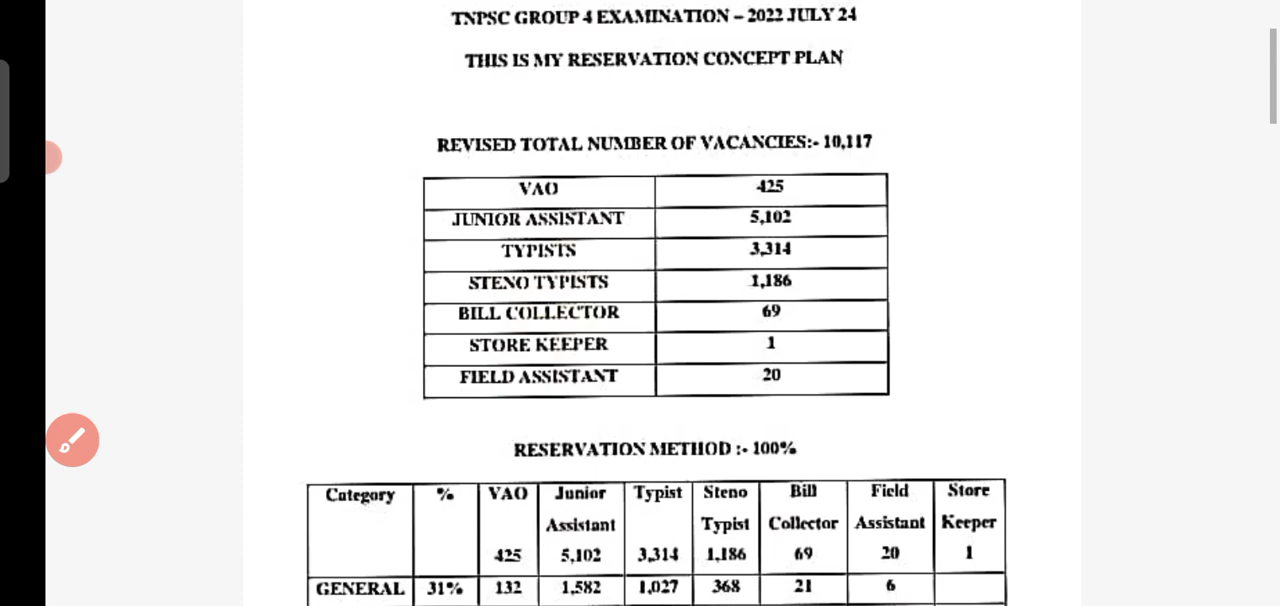 TNPSC GROUP 4 EXAMINATION – 2022 JULY 24
THIS IS MY RESERVATION CONCEPT PLAN
REVISED TOTAL NUMBER OF VACANCIES:- 10,117
VAO 425
JUNIOR ASSISTANT 5,102
TYPISTS 3,314
STENO TYPISTS 1,186
BILL COLLECTOR 69
STORE KEEPER 1
FIELD ASSISTANT 20
RESERVATION METHOD :- 100%
Category % VAO Junior Typist Steno Bill Field Store
Assistant Typist Collector Assistant Keeper
425 5,102 3,314 1,186 69 20 1
GENERAL 31% 132 1,582 1,027 368 21 6